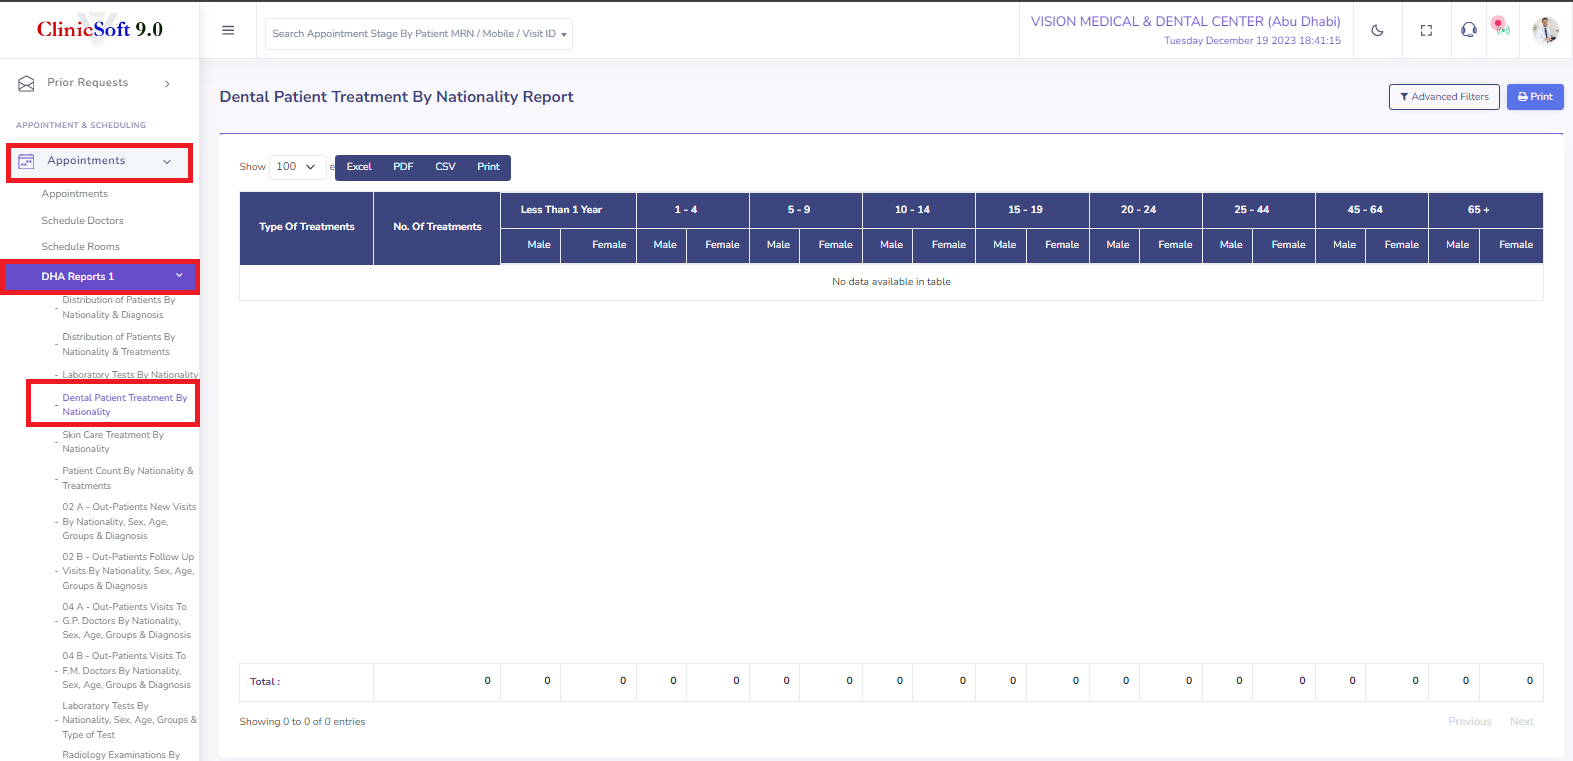 ClinicSoft 9.0
Search Appointment Stage By Patient MRN / Mobile / Visit ID
VISION MEDICAL & DENTAL CENTER (Abu Dhabi)
Tuesday December 19 2023 18:41:15
Prior Requests
APPOINTMENT & SCHEDULING
Appointments
Appointments
Schedule Doctors
Schedule Rooms
DHA Reports 1
Distribution of Patients By
- Nationality & Diagnosis
Distribution of Patients By
- Nationality & Treatments
- Laboratory Tests By Nationality
Dental Patient Treatment By
- Nationality
Skin Care Treatment By
- Nationality
Patient Count By Nationality &
- Treatments
02 A - Out-Patients New Visits
- By Nationality, Sex, Age,
Groups & Diagnosis
02 B - Out-Patients Follow Up
- Visits By Nationality, Sex, Age,
Groups & Diagnosis
04 A - Out-Patients Visits To
- G.P. Doctors By Nationality,
Sex, Age, Groups & Diagnosis
04 B - Out-Patients Visits To
- F.M. Doctors By Nationality,
Sex, Age, Groups & Diagnosis
Laboratory Tests By
- Nationality, Sex, Age, Groups &
Type of Test
Radiology Examinations By
Dental Patient Treatment By Nationality Report
Advanced Filters Print
Show 100 e Excel PDF CSV Print
Type Of Treatments No. Of Treatments Less Than 1 Year 1 - 4 5 - 9 10 - 14 15 - 19 20 - 24 25 - 44 45 - 64 65 +
Male Female Male Female Male Female Male Female Male Female Male Female Male Female Male Female Male Female
No data available in table
Total : 0 0 0 0 0 0 0 0 0 0 0 0 0 0 0 0 0 0 0
Showing 0 to 0 of 0 entries
Previous Next